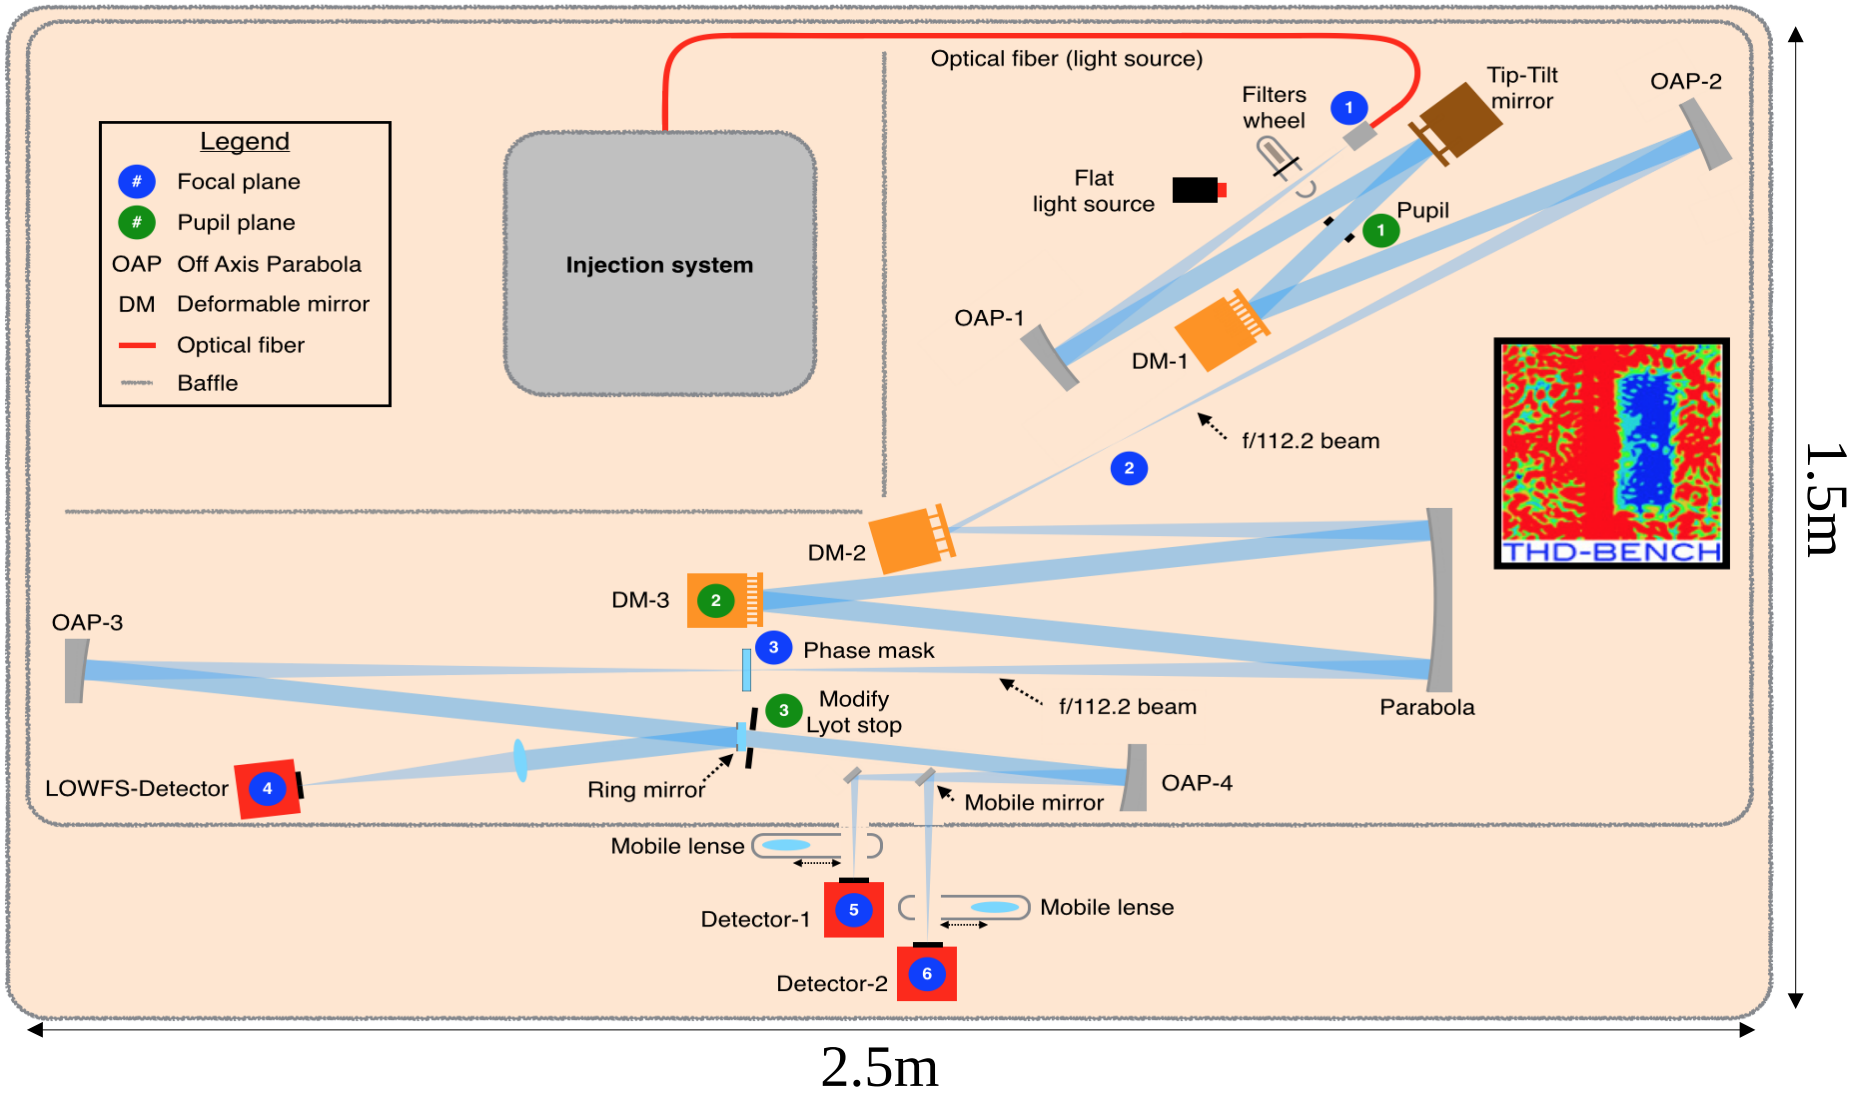 Optical fiber (light source)
Tip-Tilt
mirror
OAP-2
Filters
wheel
1
Legend
# Focal plane
# Pupil plane
OAP Off Axis Parabola
DM Deformable mirror
Optical fiber
Baffle
Injection system
Flat
light source
Pupil
1
OAP-1
DM-1
f/112.2 beam
2
THD-BENCH
1.5m
DM-2
DM-3
2
OAP-3
3
Phase mask
3
Modify
Lyot stop
f/112.2 beam
Parabola
LOWFS-Detector
4
Ring mirror
Mobile mirror
OAP-4
Mobile lense
Detector-1
5
Mobile lense
Detector-2
6
2.5m